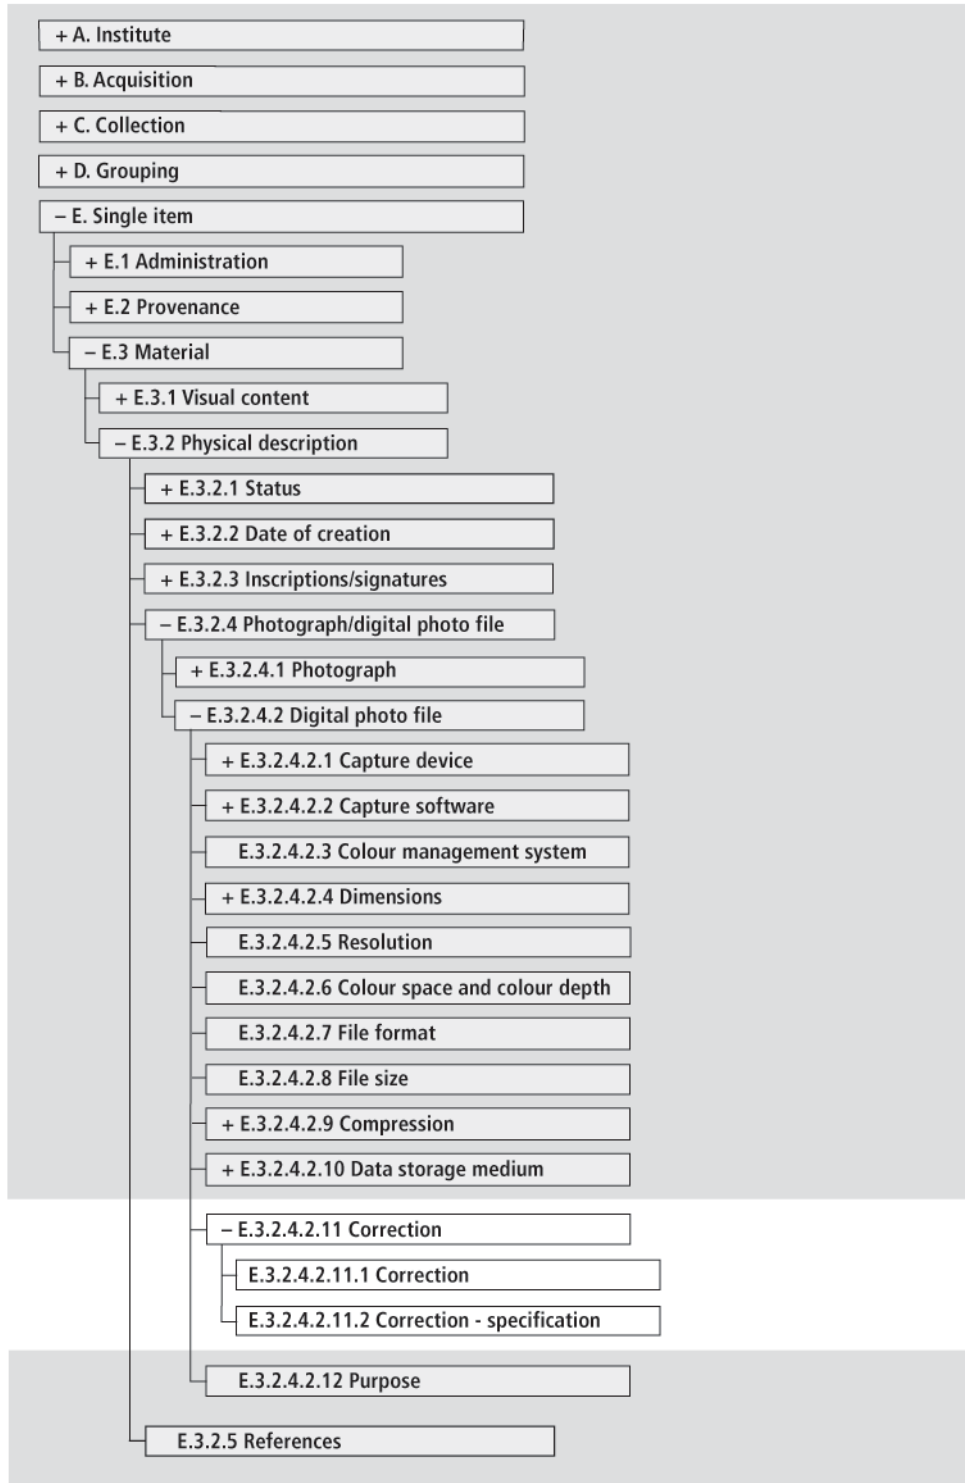 + A. Institute
+ B. Acquisition
+ C. Collection
+ D. Grouping
– E. Single item
+ E.1 Administration
+ E.2 Provenance
– E.3 Material
+ E.3.1 Visual content
– E.3.2 Physical description
+ E.3.2.1 Status
+ E.3.2.2 Date of creation
+ E.3.2.3 Inscriptions/signatures
– E.3.2.4 Photograph/digital photo file
+ E.3.2.4.1 Photograph
– E.3.2.4.2 Digital photo file
+ E.3.2.4.2.1 Capture device
+ E.3.2.4.2.2 Capture software
E.3.2.4.2.3 Colour management system
+ E.3.2.4.2.4 Dimensions
E.3.2.4.2.5 Resolution
E.3.2.4.2.6 Colour space and colour depth
E.3.2.4.2.7 File format
E.3.2.4.2.8 File size
+ E.3.2.4.2.9 Compression
+ E.3.2.4.2.10 Data storage medium
– E.3.2.4.2.11 Correction
E.3.2.4.2.11.1 Correction
E.3.2.4.2.11.2 Correction - specification
E.3.2.4.2.12 Purpose
E.3.2.5 References